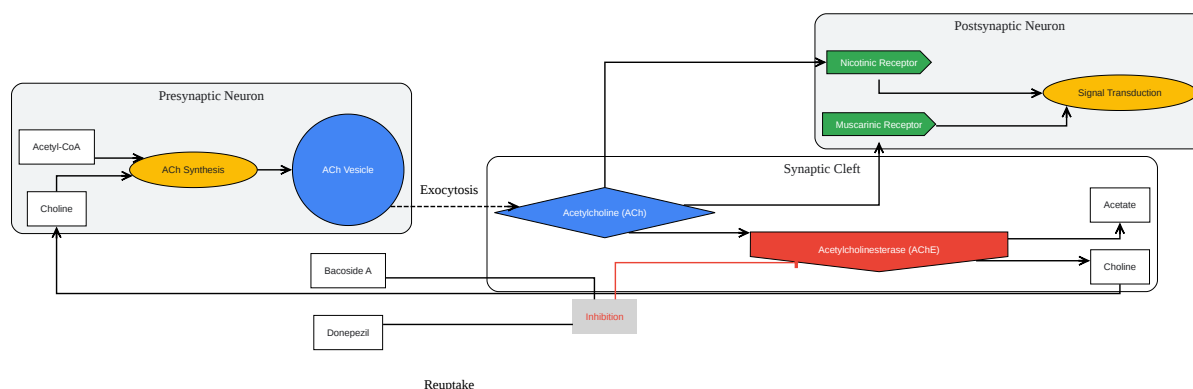 Postsynaptic Neuron
Nicotinic Receptor
Signal Transduction
Muscarinic Receptor
Presynaptic Neuron
Acetyl-CoA
ACh Synthesis
ACh Vesicle
Choline
Exocytosis
Synaptic Cleft
Acetylcholine (ACh)
Acetate
Acetylcholinesterase (AChE)
Choline
Bacoside A
Inhibition
Donepezil
Reuptake